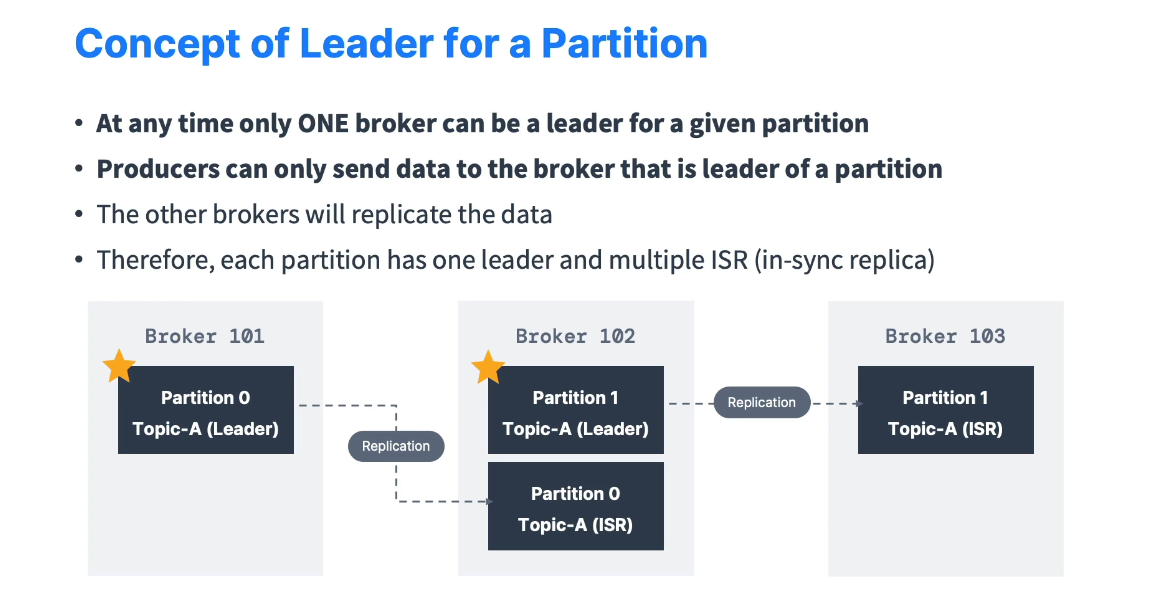 Concept of Leader for a Partition
• At any time only ONE broker can be a leader for a given partition
• Producers can only send data to the broker that is leader of a partition
• The other brokers will replicate the data
• Therefore, each partition has one leader and multiple ISR (in-sync replica)
Broker 101
Partition 0
Topic-A (Leader)
Replication
Broker 102
Partition 1
Topic-A (Leader)
Partition 0
Topic-A (ISR)
Replication
Broker 103
Partition 1
Topic-A (ISR)